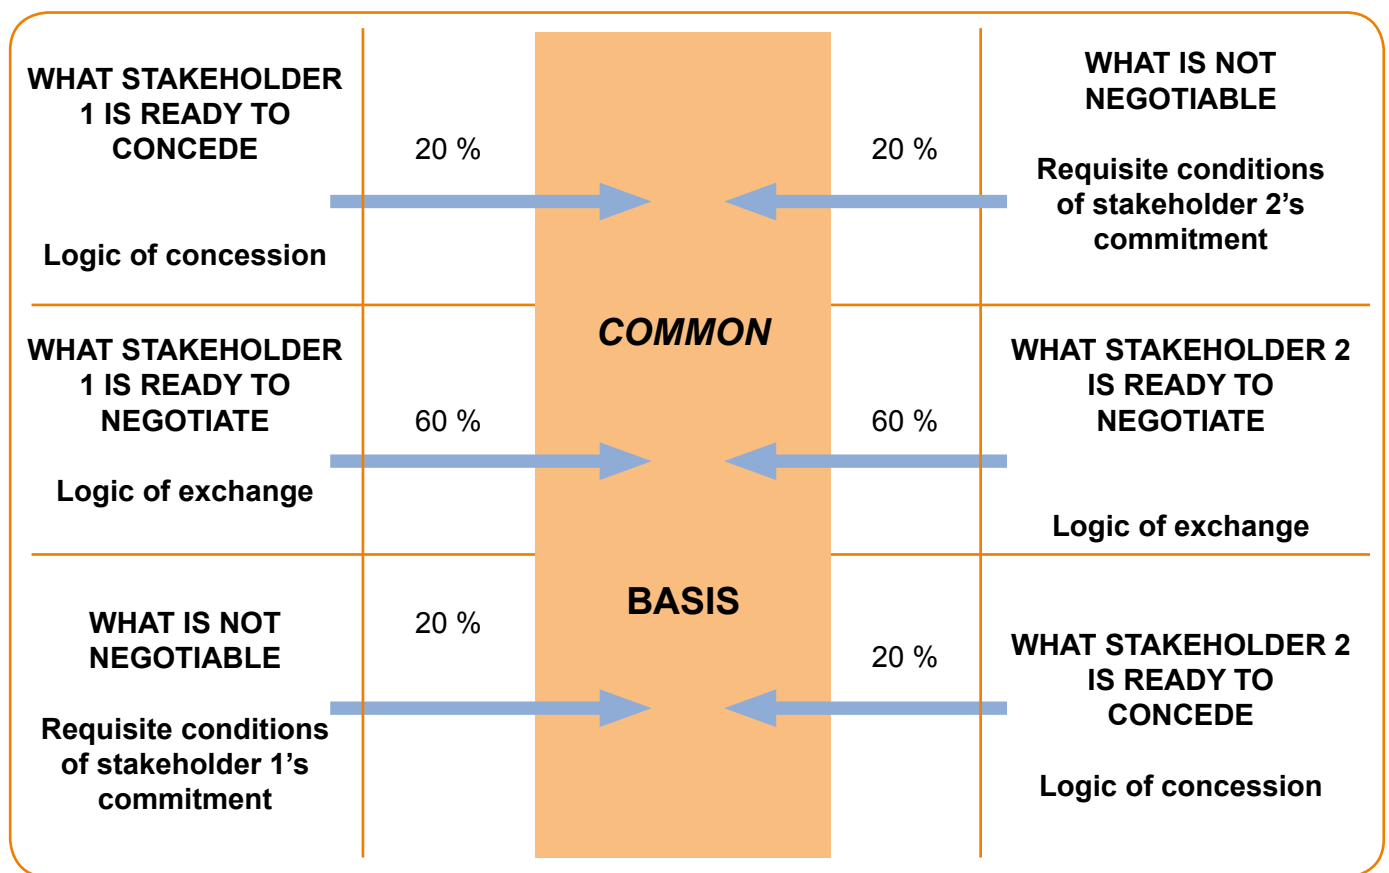 WHAT STAKEHOLDER
1 IS READY TO
CONCEDE
Logic of concession
20 %
20 %
WHAT IS NOT
NEGOTIABLE
Requisite conditions
of stakeholder 2’s
commitment
COMMON
WHAT STAKEHOLDER
1 IS READY TO
NEGOTIATE
Logic of exchange
60 %
60 %
WHAT STAKEHOLDER 2
IS READY TO
NEGOTIATE
Logic of exchange
BASIS
WHAT IS NOT
NEGOTIABLE
Requisite conditions
of stakeholder 1’s
commitment
20 %
20 %
WHAT STAKEHOLDER 2
IS READY TO
CONCEDE
Logic of concession